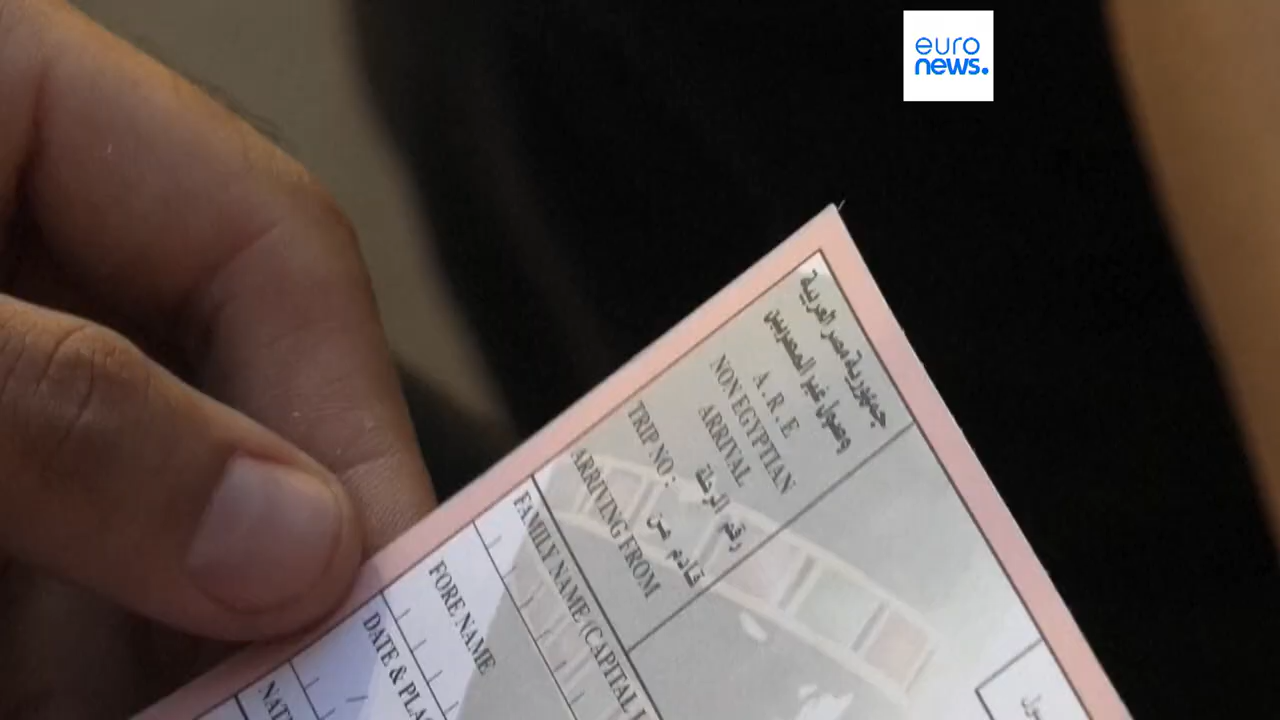 euro
news.
جمهورية مصر العربية
وصول غير المصريين
A . R . E
NON EGYPTIAN
ARRIVAL
TRIP NO : رقم الرحلة
ARRIVING FROM قادم من
FAMILY NAME (CAPITAL
FORE NAME
DATE &